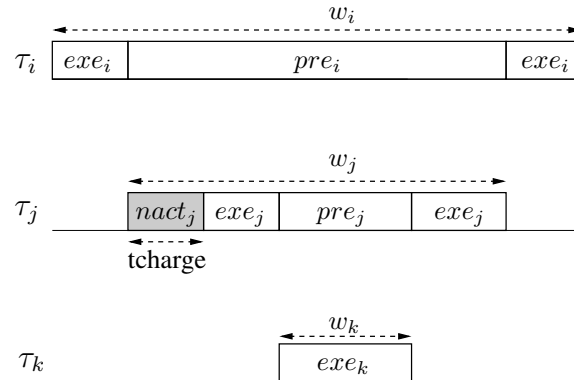 w_i
τ_i exe_i pre_i exe_i
w_j
τ_j nact_j exe_j pre_j exe_j
tcharge
w_k
τ_k exe_k